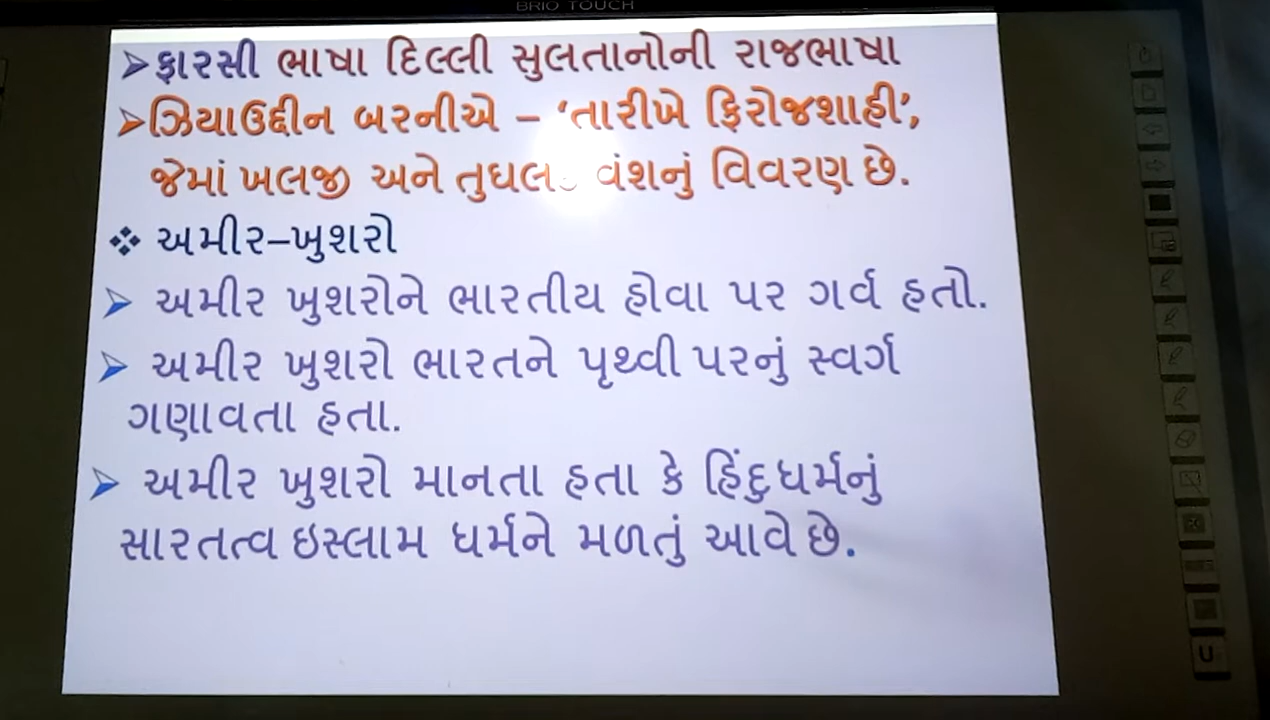 BRIO TOUCH
➢ફારસી ભાષા દિલ્લી સુલતાનોની રાજભાષા
➢ઝિયાઉદ્દીન બરનીએ – ‘તારીખે ફિરોજશાહી’,
જેમાં ખલજી અને તુઘલ વંશનું વિવરણ છે.
❖ અમીર–ખુશરો
➢ અમીર ખુશરોને ભારતીય હોવા પર ગર્વ હતો.
➢ અમીર ખુશરો ભારતને પૃથ્વી પરનું સ્વર્ગ
ગણાવતા હતા.
➢ અમીર ખુશરો માનતા હતા કે હિંદુધર્મનું
સારતત્વ ઇસ્લામ ધર્મને મળતું આવે છે.
U